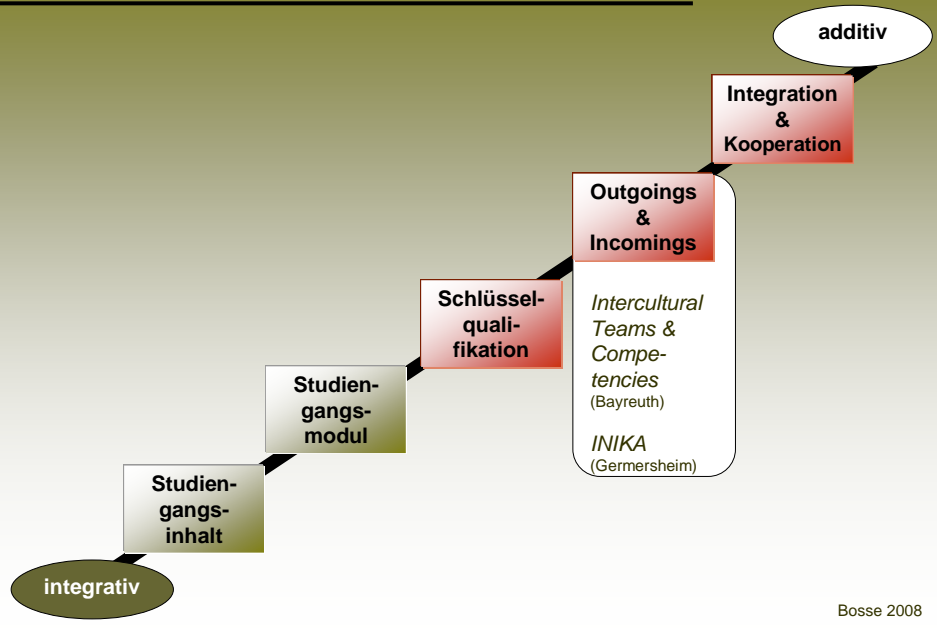 additiv
Integration
&
Kooperation
Outgoings
&
Incomings
Intercultural
Teams &
Compe-
tencies
(Bayreuth)
INIKA
(Germersheim)
Schlüssel-
quali-
fikation
Studien-
gangs-
modul
Studien-
gangs-
inhalt
integrativ
Bosse 2008